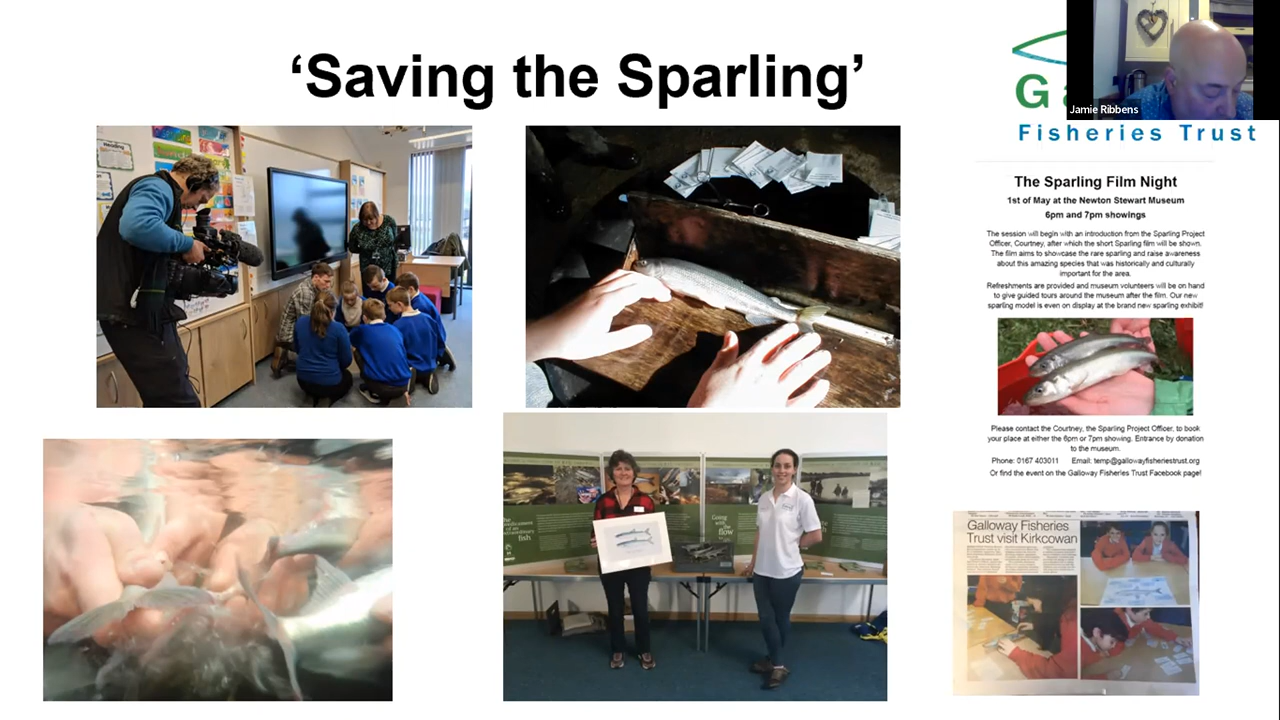 ‘Saving the Sparling’
Jamie Ribbens
Ga
Fisheries Trust
The Sparling Film Night
1st of May at the Newton Stewart Museum
6pm and 7pm showings
The session will begin with an introduction from the Sparling Project
Officer, Courtney, after which the short Sparling film will be shown.
The film aims to showcase the rare sparling and raise awareness
about this amazing species that was historically and culturally
important for the area.
Refreshments are provided and museum volunteers will be on hand
to give guided tours around the museum after the film. Our new
sparling model is even on display at the brand new sparling exhibit!
Please contact the Courtney, the Sparling Project Officer, to book
your place at either the 6pm or 7pm showing. Entrance by donation
to the museum.
Phone: 0167 403011 Email: temp@gallowayfisheriestrust.org
Or find the event on the Galloway Fisheries Trust Facebook page!
Reading
fish
Going
with the
flow
Galloway Fisheries
Trust visit Kirkcowan